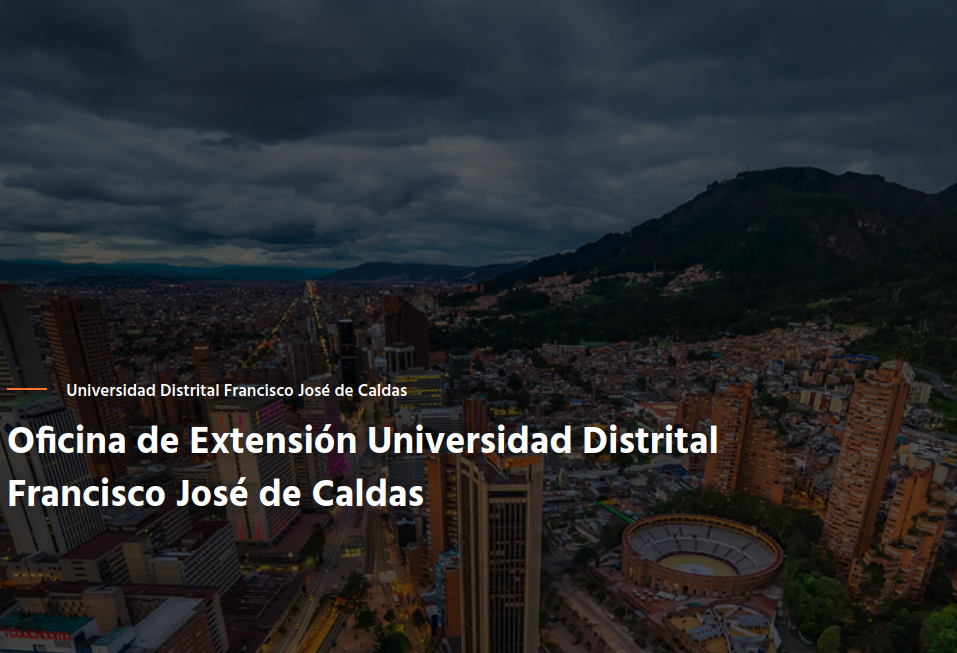 Universidad Distrital Francisco José de Caldas
Oficina de Extensión Universidad Distrital
Francisco José de Caldas